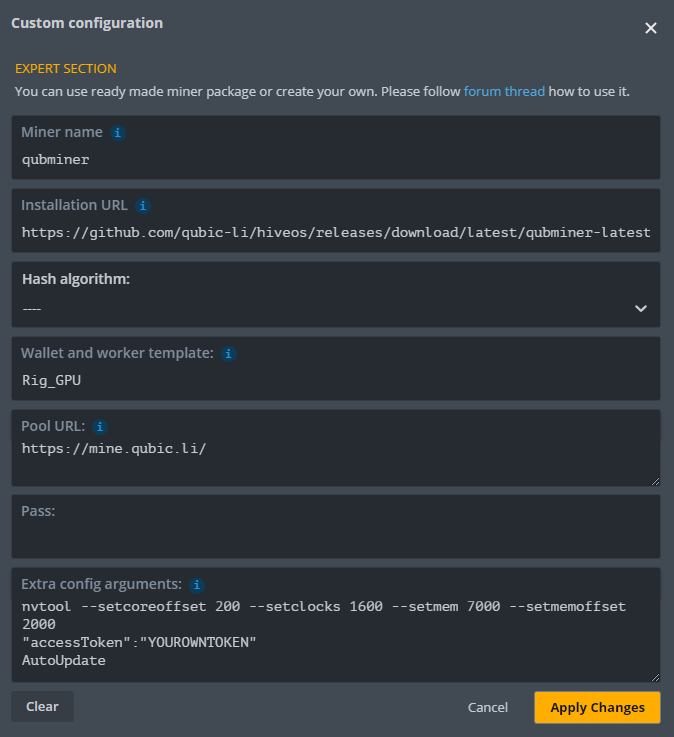 Custom configuration
EXPERT SECTION
You can use ready made miner package or create your own. Please follow forum thread how to use it.
Miner name i
qubminer
Installation URL i
https://github.com/qubic-li/hiveos/releases/download/latest/qubminer-latest
Hash algorithm:
----
Wallet and worker template: i
Rig_GPU
Pool URL: i
https://mine.qubic.li/
Pass:
Extra config arguments: i
nvtool --setcoreoffset 200 --setclocks 1600 --setmem 7000 --setmemoffset
2000
"accessToken":"YOUROWNTOKEN"
AutoUpdate
Clear
Cancel
Apply Changes